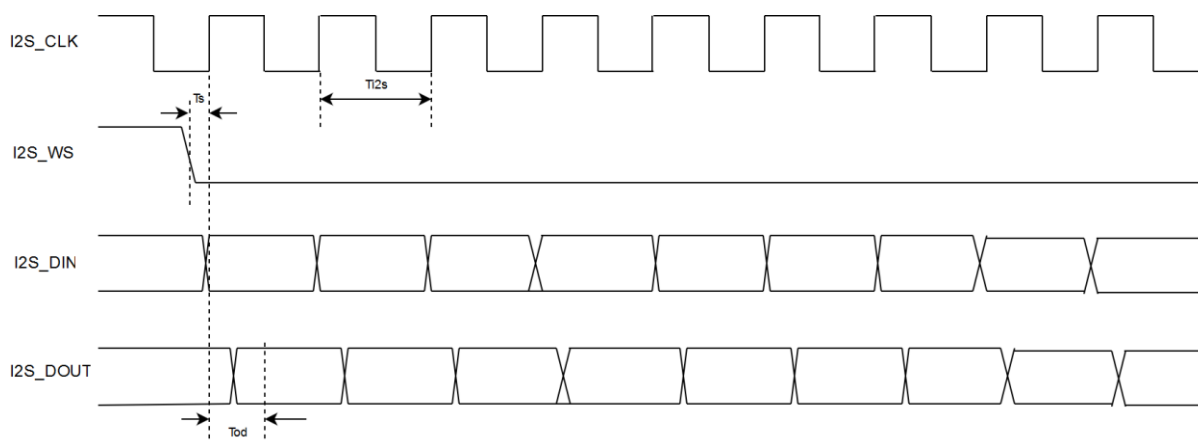 I2S_CLK
Ts
TI2s
I2S_WS
I2S_DIN
I2S_DOUT
Tod